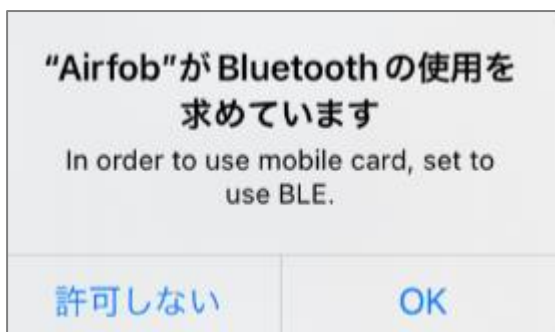 “Airfob”がBluetoothの使用を
求めています
In order to use mobile card, set to
use BLE.
許可しない
OK